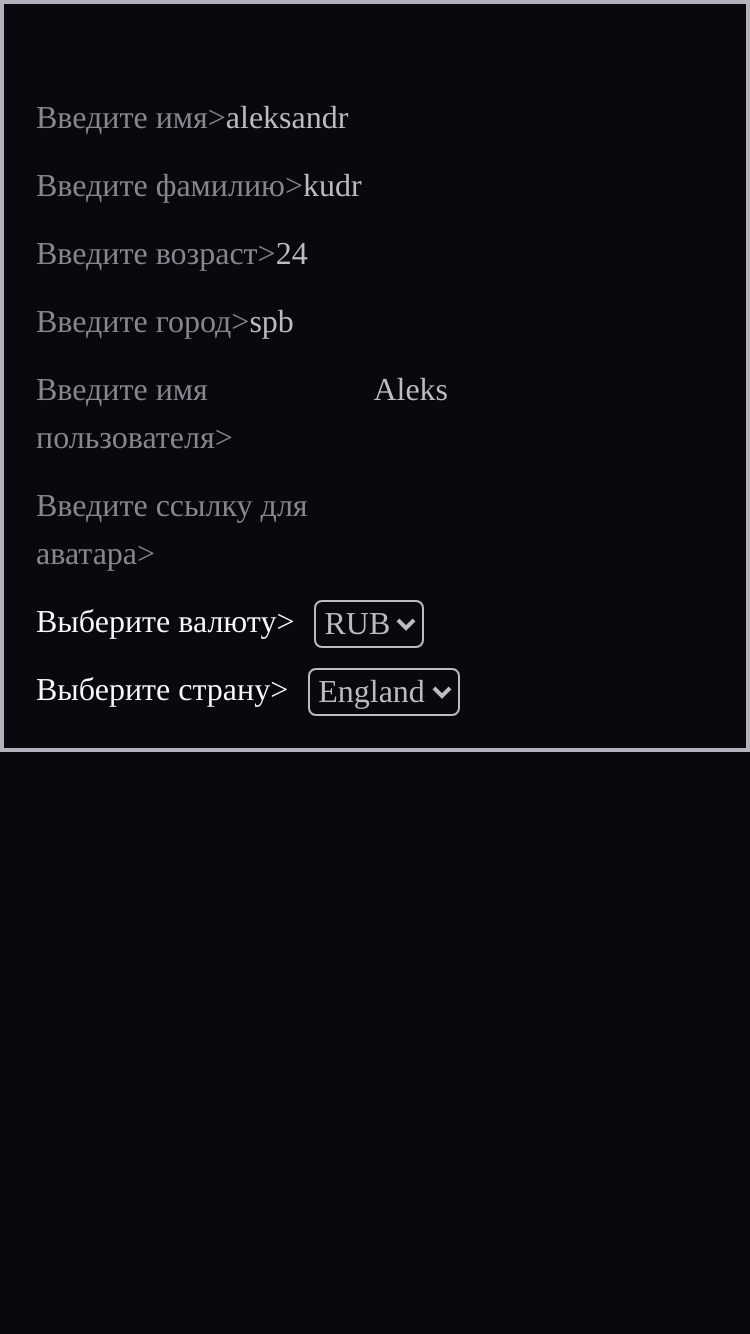 Введите имя>aleksandr
Введите фамилию>kudr
Введите возраст>24
Введите город>spb
Введите имя Aleks
пользователя>
Введите ссылку для
аватара>
Выберите валюту> RUB
Выберите страну> England